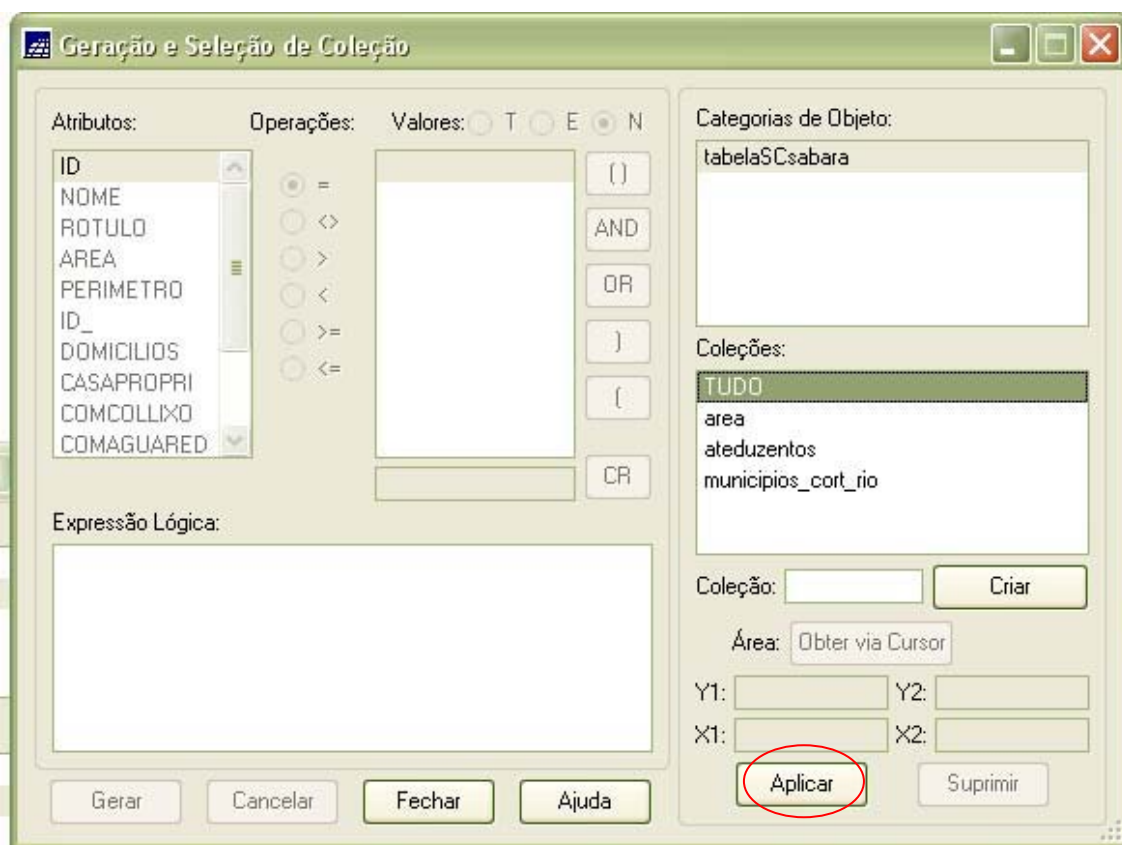 Geração e Seleção de Coleção
Atributos: Operações: Valores: T E N
ID
NOME
ROTULO
AREA
PERIMETRO
ID_
DOMICILIOS
CASAPROPRI
COMCOLLIXO
COMAGUARED
=
<>
>
<
>=
<=
()
AND
OR
)
(
CR
Expressão Lógica:
Gerar Cancelar Fechar Ajuda
Categorias de Objeto:
tabelaSCsabara
Coleções:
TUDO
area
ateduzentos
municipios_cort_rio
Coleção: Criar
Área: Obter via Cursor
Y1: Y2:
X1: X2:
Aplicar Suprimir